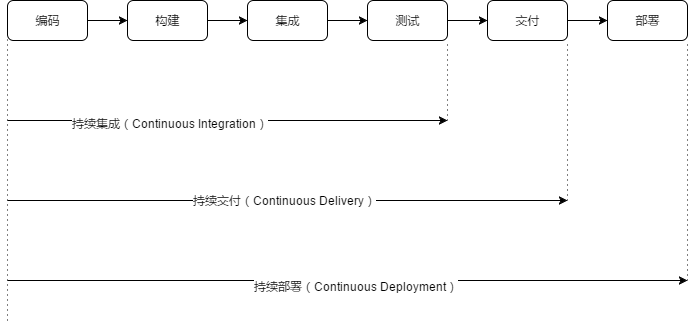 编码
构建
集成
测试
交付
部署
持续集成（Continuous Integration）
持续交付（Continuous Delivery）
持续部署（Continuous Deployment）